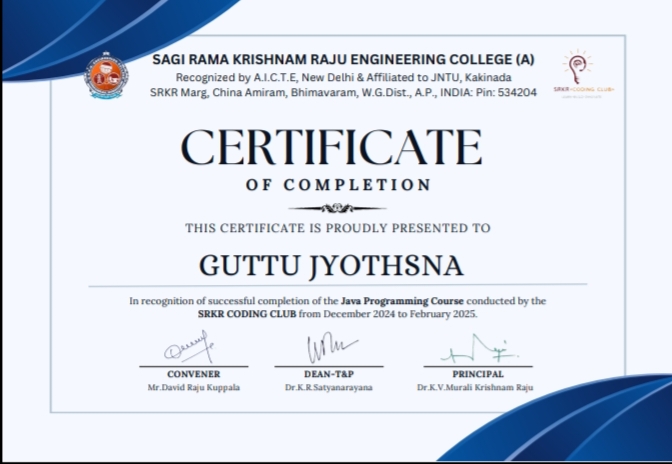 SAGI RAMA KRISHNAM RAJU ENGINEERING COLLEGE (A)
Recognized by A.I.C.T.E, New Delhi & Affiliated to JNTU, Kakinada
SRKR Marg, China Amiram, Bhimavaram, W.G.Dist., A.P., INDIA: Pin: 534204
SRKR CODING CLUB
CERTIFICATE
OF COMPLETION
THIS CERTIFICATE IS PROUDLY PRESENTED TO
GUTTU JYOTHSNA
In recognition of successful completion of the Java Programming Course conducted by the
SRKR CODING CLUB from December 2024 to February 2025.
CONVENER
Mr.David Raju Kuppala
DEAN-T&P
Dr.K.R.Satyanarayana
PRINCIPAL
Dr.K.V.Murali Krishnam Raju